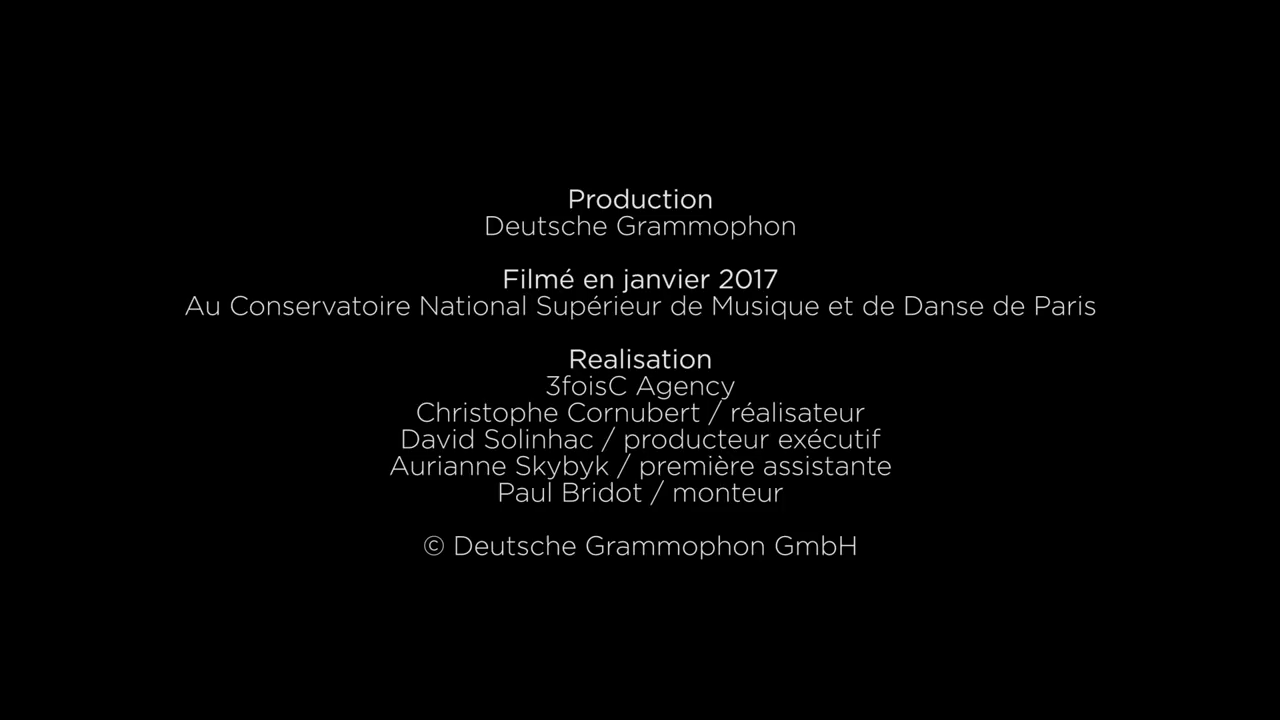 Production
Deutsche Grammophon
Filmé en janvier 2017
Au Conservatoire National Supérieur de Musique et de Danse de Paris
Realisation
3foisC Agency
Christophe Cornubert / réalisateur
David Solinhac / producteur exécutif
Aurianne Skybyk / première assistante
Paul Bridot / monteur
© Deutsche Grammophon GmbH